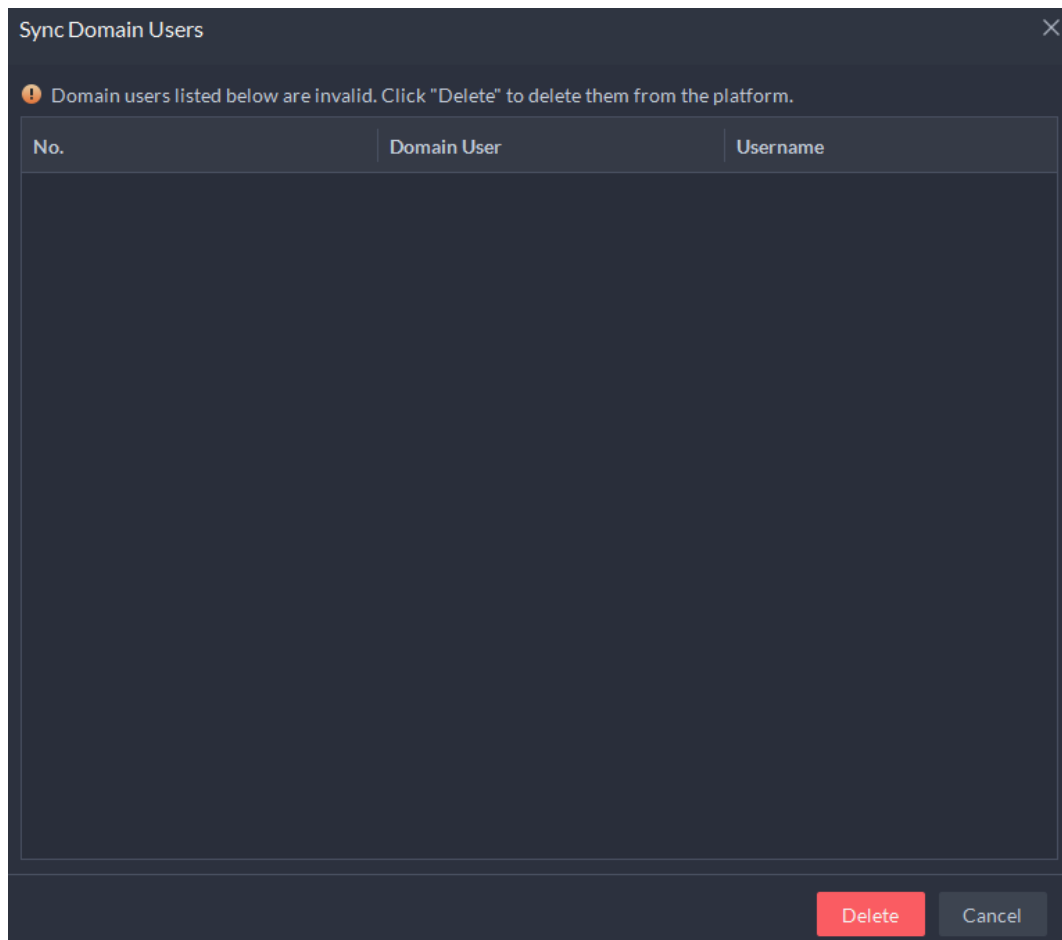 Sync Domain Users
Domain users listed below are invalid. Click "Delete" to delete them from the platform.
No. Domain User Username
Delete Cancel